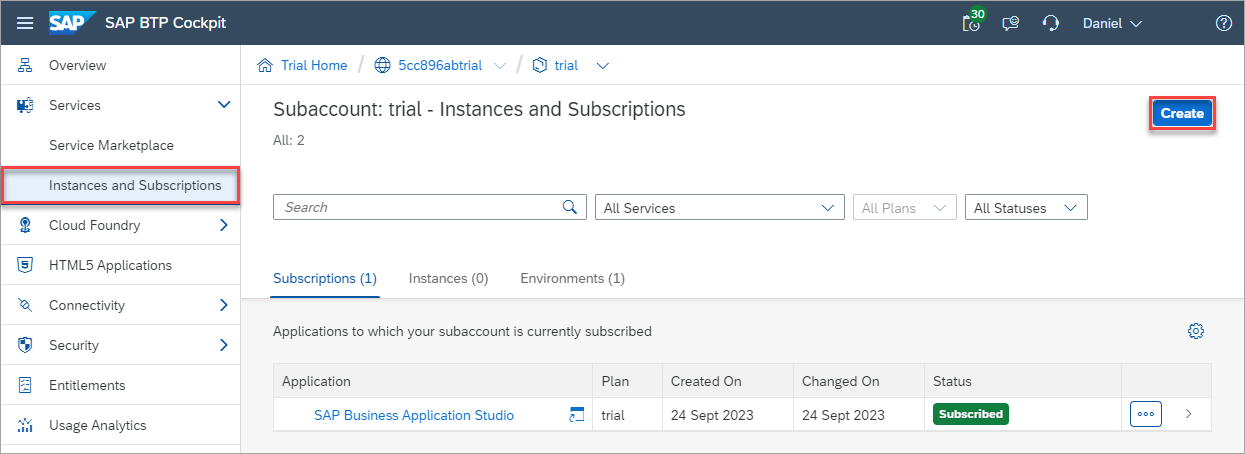 SAP SAP BTP Cockpit 30 Daniel
Overview
Services
Service Marketplace
Instances and Subscriptions
Cloud Foundry
HTML5 Applications
Connectivity
Security
Entitlements
Usage Analytics
Trial Home / 5cc896abtrial / trial
Subaccount: trial - Instances and Subscriptions
Create
All: 2
Search All Services All Plans All Statuses
Subscriptions (1) Instances (0) Environments (1)
Applications to which your subaccount is currently subscribed
Application Plan Created On Changed On Status
SAP Business Application Studio trial 24 Sept 2023 24 Sept 2023 Subscribed